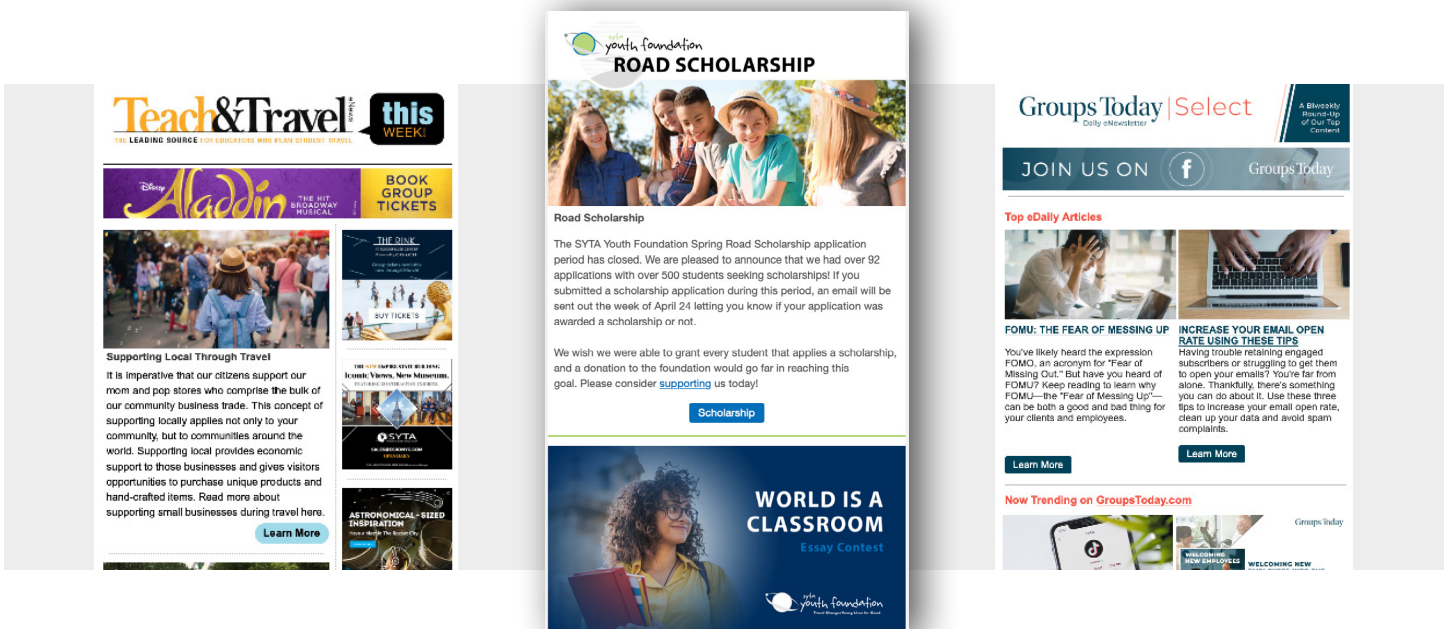 Teach&Travel
eNews
this
WEEK
THE LEADING SOURCE FOR EDUCATORS WHO PLAN STUDENT TRAVEL
Disney
Aladdin
THE HIT
BROADWAY
MUSICAL
BOOK
GROUP
TICKETS
Supporting Local Through Travel
It is imperative that our citizens support our
mom and pop stores who comprise the bulk of
our community business trade. This concept of
supporting locally applies not only to your
community, but to communities around the
world. Supporting local provides economic
support to those businesses and gives visitors
opportunities to purchase unique products and
hand-crafted items. Read more about
supporting small businesses during travel here.
Learn More
THE RINK
BUY TICKETS
THE NEW EMPIRE STATE BUILDING
Iconic Views, New Museum.
SYTA
ASTRONOMICAL-SIZED
INSPIRATION
syta
youth foundation
ROAD SCHOLARSHIP
Road Scholarship
The SYTA Youth Foundation Spring Road Scholarship application
period has closed. We are pleased to announce that we had over 92
applications with over 500 students seeking scholarships! If you
submitted a scholarship application during this period, an email will be
sent out the week of April 24 letting you know if your application was
awarded a scholarship or not.
We wish we were able to grant every student that applies a scholarship,
and a donation to the foundation would go far in reaching this
goal. Please consider supporting us today!
Scholarship
WORLD IS A
CLASSROOM
Essay Contest
syta
youth foundation
Groups Today | Select
Daily eNewsletter
A Biweekly
Round-Up
of Our Top
Content
JOIN US ON f
Groups Today
Top eDaily Articles
FOMU: THE FEAR OF MESSING UP
You've likely heard the expression
FOMO, an acronym for "Fear of
Missing Out." But have you heard of
FOMU? Keep reading to learn why
FOMU—the "Fear of Messing Up"—
can be both a good and bad thing for
your clients and employees.
Learn More
INCREASE YOUR EMAIL OPEN
RATE USING THESE TIPS
Having trouble retaining engaged
subscribers or struggling to get them
to open your emails? You're far from
alone. Thankfully, there's something
you can do about it. Use these three
tips to increase your email open rate,
clean up your data and avoid spam
complaints.
Learn More
Now Trending on GroupsToday.com
Groups Today
WELCOMING
NEW EMPLOYEES
WELCOMING NEW